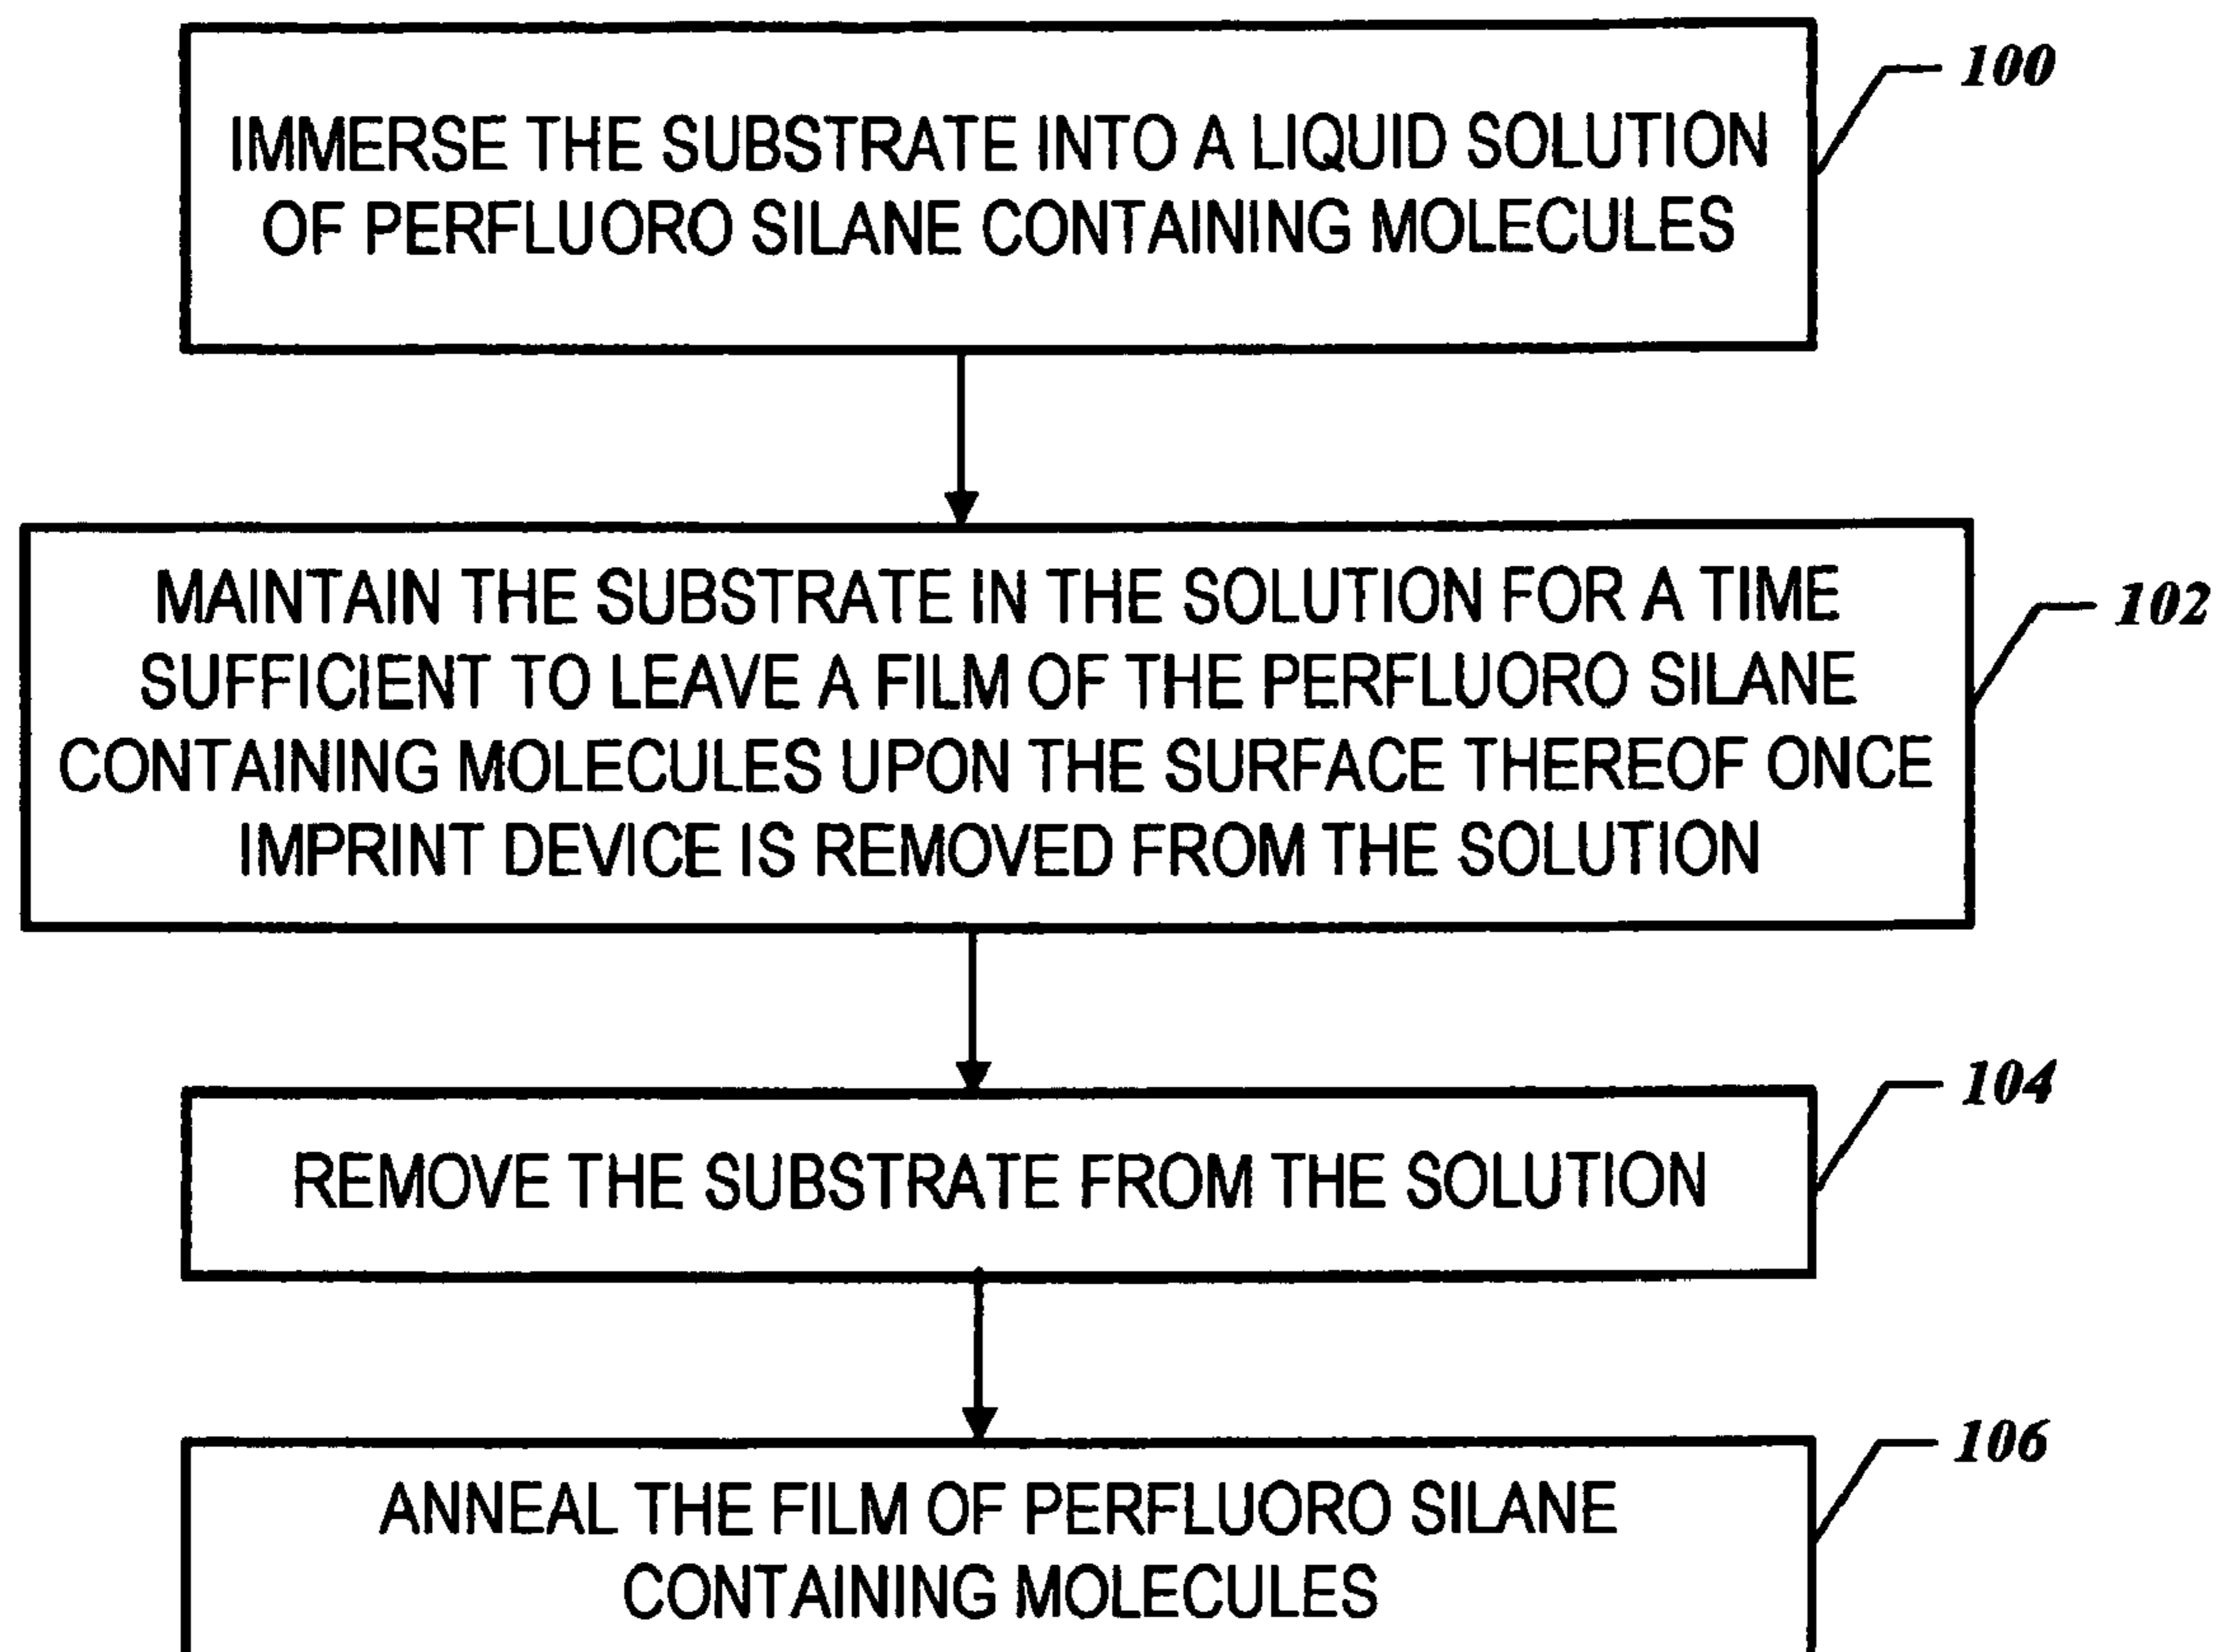 100
IMMERSE THE SUBSTRATE INTO A LIQUID SOLUTION
OF PERFLUORO SILANE CONTAINING MOLECULES
102
MAINTAIN THE SUBSTRATE IN THE SOLUTION FOR A TIME
SUFFICIENT TO LEAVE A FILM OF THE PERFLUORO SILANE
CONTAINING MOLECULES UPON THE SURFACE THEREOF ONCE
IMPRINT DEVICE IS REMOVED FROM THE SOLUTION
104
REMOVE THE SUBSTRATE FROM THE SOLUTION
106
ANNEAL THE FILM OF PERFLUORO SILANE
CONTAINING MOLECULES